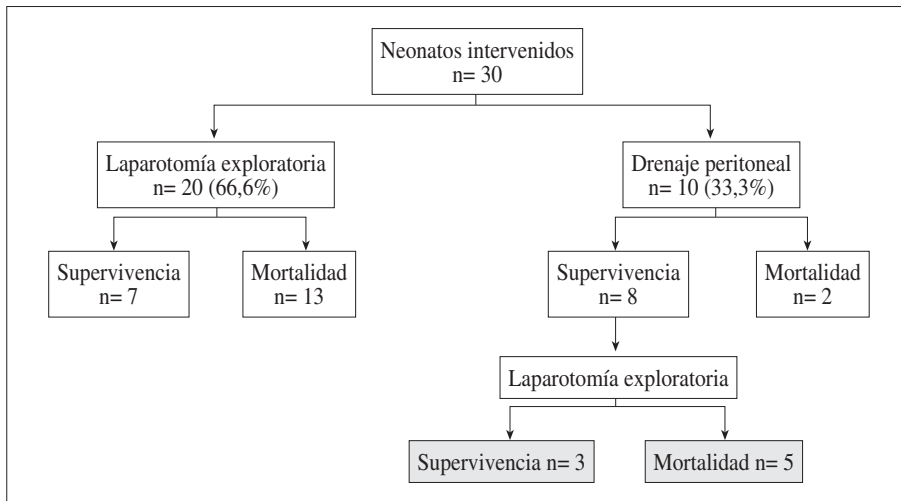 Neonatos intervenidos
n= 30
Laparotomía exploratoria
n= 20 (66,6%)
Drenaje peritoneal
n= 10 (33,3%)
Supervivencia
n= 7
Mortalidad
n= 13
Supervivencia
n= 8
Mortalidad
n= 2
Laparotomía exploratoria
Supervivencia n= 3
Mortalidad n= 5